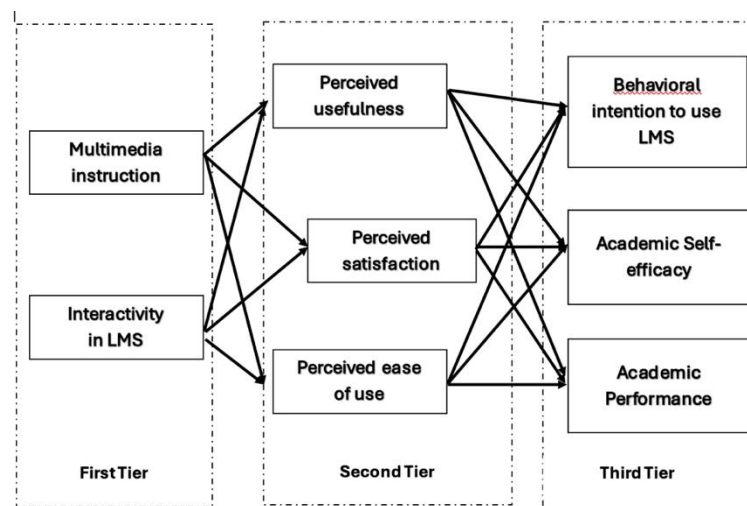 Multimedia
instruction
Interactivity
in LMS
First Tier
Perceived
usefulness
Perceived
satisfaction
Perceived ease
of use
Second Tier
Behavioral
intention to use
LMS
Academic Self-
efficacy
Academic
Performance
Third Tier